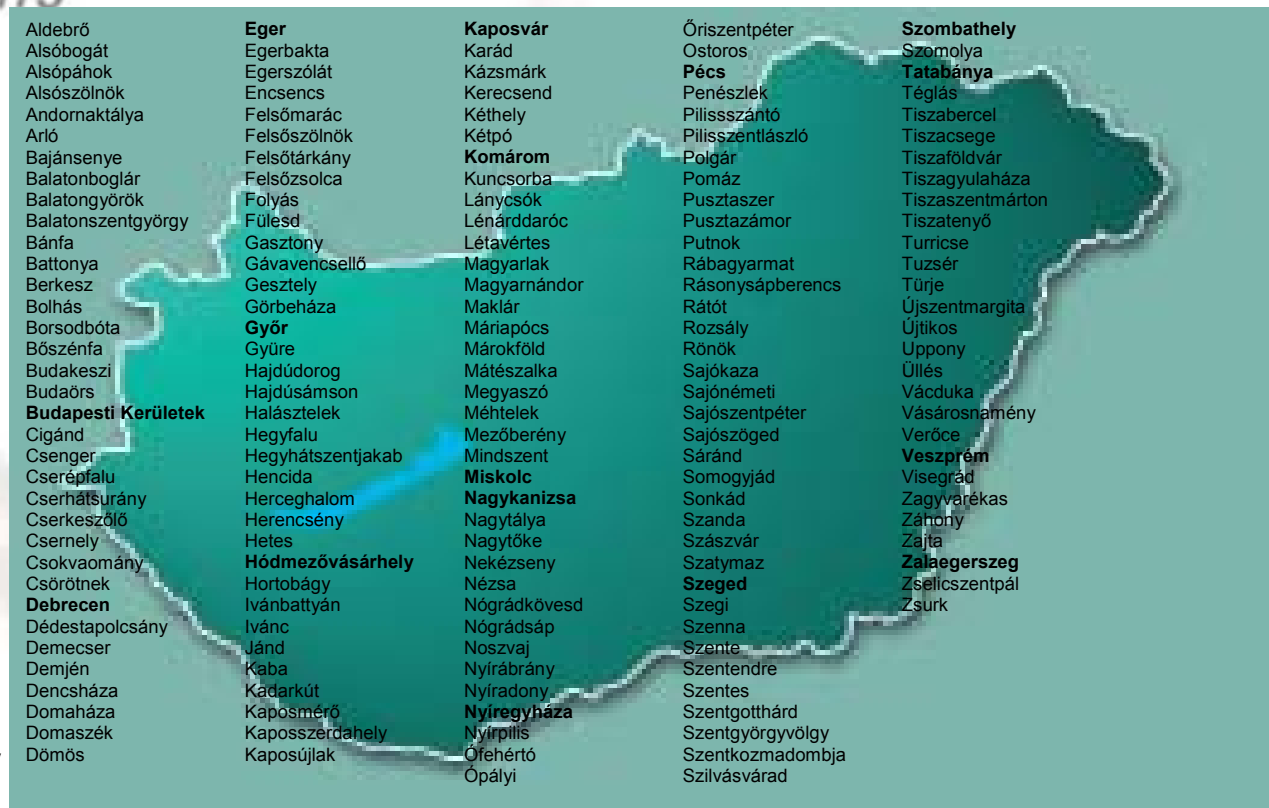 Aldebrő
Alsóbogát
Alsópáhok
Alsószölnök
Andornaktálya
Arló
Bajánsenye
Balatonboglár
Balatongyörök
Balatonszentgyörgy
Bánfa
Battonya
Berkesz
Bolhás
Borsodbóta
Bőszénfa
Budakeszi
Budaörs
Budapesti Kerületek
Cigánd
Csenger
Cserépfalu
Cserhátsurány
Cserkeszőlő
Csernely
Csokvaomány
Csörötnek
Debrecen
Dédestapolcsány
Demecser
Demjén
Dencsháza
Domaháza
Domaszék
Dömös
Eger
Egerbakta
Egerszólát
Encsencs
Felsőmarác
Felsőszölnök
Felsőtárkány
Felsőzsolca
Folyás
Fülesd
Gasztony
Gávavencsellő
Gesztely
Görbeháza
Győr
Gyüre
Hajdúdorog
Hajdúsámson
Halásztelek
Hegyfalu
Hegyhátszentjakab
Hencida
Herceghalom
Herencsény
Hetes
Hódmezővásárhely
Hortobágy
Ivánbattyán
Ivánc
Jánd
Kaba
Kadarkút
Kaposmérő
Kaposszerdahely
Kaposújlak
Kaposvár
Karád
Kázsmárk
Kerecsend
Kéthely
Kétpó
Komárom
Kuncsorba
Lánycsók
Lénárddaróc
Létavértes
Magyarlak
Magyarnándor
Maklár
Máriapócs
Márokföld
Mátészalka
Megyaszó
Méhtelek
Mezőberény
Mindszent
Miskolc
Nagykanizsa
Nagytálya
Nagytőke
Nekézseny
Nézsa
Nógrádkövesd
Nógrádsáp
Noszvaj
Nyírábrány
Nyíradony
Nyíregyháza
Nyírpilis
Ófehértó
Ópályi
Őriszentpéter
Ostoros
Pécs
Penészlek
Pilissszántó
Pilisszentlászló
Polgár
Pomáz
Pusztaszer
Pusztazámor
Putnok
Rábagyarmat
Rásonysápberencs
Rátót
Rozsály
Rönök
Sajókaza
Sajónémeti
Sajószentpéter
Sajószöged
Sáránd
Somogyjád
Sonkád
Szanda
Szászvár
Szatymaz
Szeged
Szegi
Szenna
Szente
Szentendre
Szentes
Szentgotthárd
Szentgyörgyvölgy
Szentkozmadombja
Szilvásvárad
Szombathely
Szomolya
Tatabánya
Téglás
Tiszabercel
Tiszacsege
Tiszaföldvár
Tiszagyulaháza
Tiszaszentmárton
Tiszatenyő
Turricse
Tuzsér
Türje
Újszentmargita
Újtikos
Uppony
Üllés
Vácduka
Vásárosnamény
Verőce
Veszprém
Visegrád
Zagyvarékas
Záhony
Zajta
Zalaegerszeg
Zselicszentpál
Zsurk